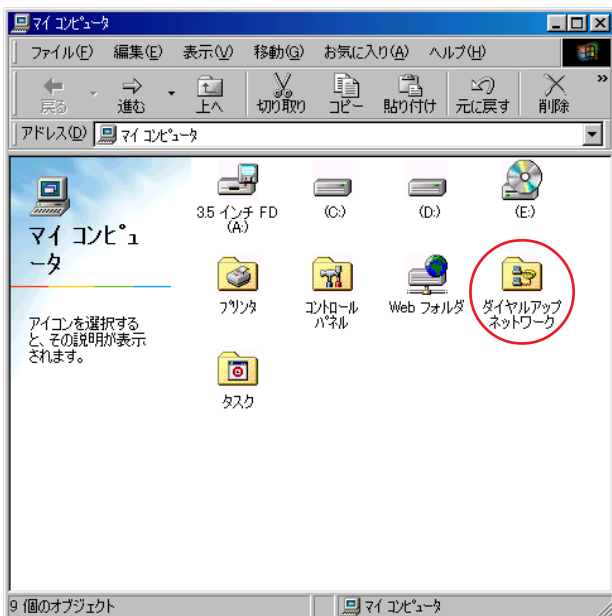 マイ コンピュータ
ファイル(F) 編集(E) 表示(V) 移動(G) お気に入り(A) ヘルプ(H)
戻る 進む 上へ 切り取り コピー 貼り付け 元に戻す 削除 »
アドレス(D) マイ コンピュータ
マイ コンピュ
ータ
アイコンを選択する
と、その説明が表示
されます。
3.5 インチ FD
(A:)
(C:)
(D:)
(E:)
プリンタ
コントロール
パネル
Web フォルダ
ダイヤルアップ
ネットワーク
タスク
9 個のオブジェクト
マイ コンピュータ